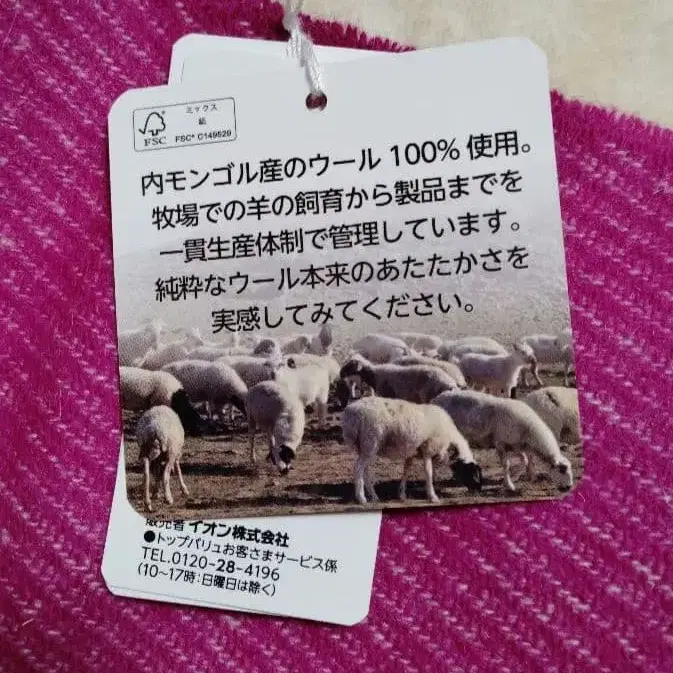 ミックス
紙
FSC
FSC® C149529
内モンゴル産のウール 100% 使用。
牧場での羊の飼育から製品までを
一貫生産体制で管理しています。
純粋なウール本来のあたたかさを
実感してみてください。
販売者 イオン株式会社
●トップバリュお客さまサービス係
TEL.0120-28-4196
(10~17時:日曜日は除く)